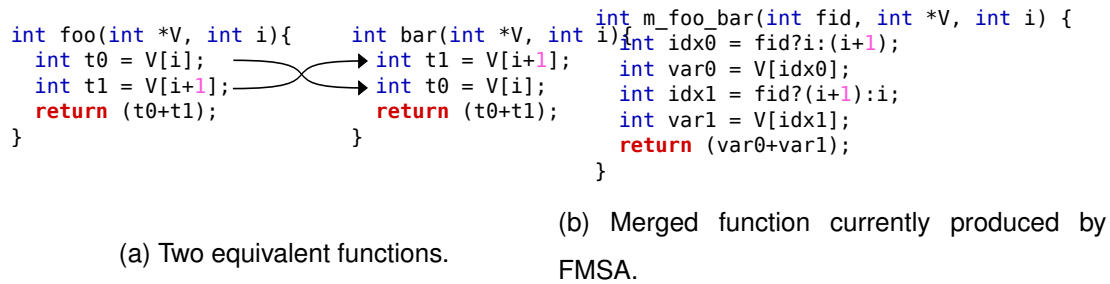 int foo(int *V, int i){
  int t0 = V[i];
  int t1 = V[i+1];
  return (t0+t1);
}
int bar(int *V, int i){
  int t1 = V[i+1];
  int t0 = V[i];
  return (t0+t1);
}
(a) Two equivalent functions.
int m_foo_bar(int fid, int *V, int i) {
  int idx0 = fid?i:(i+1);
  int var0 = V[idx0];
  int idx1 = fid?(i+1):i;
  int var1 = V[idx1];
  return (var0+var1);
}
(b) Merged function currently produced by
FMSA.